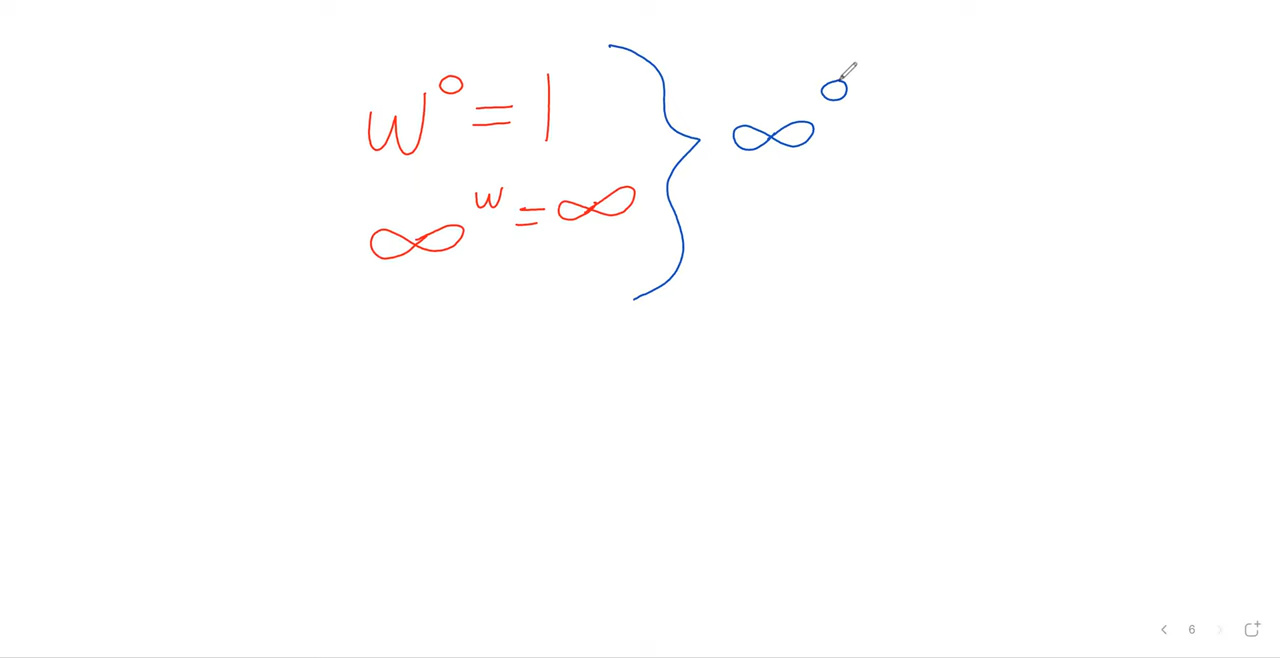 w⁰ = 1
∞^w = ∞
∞⁰
6